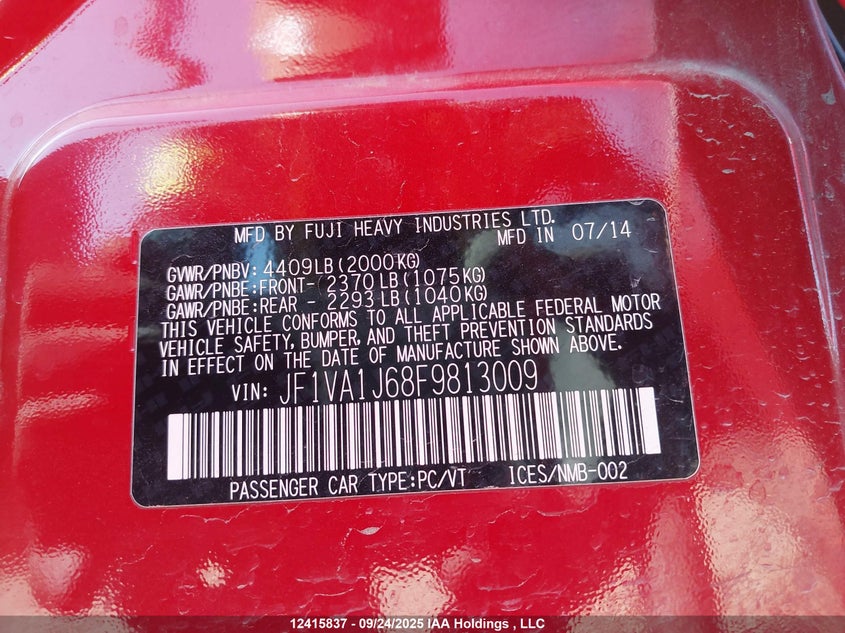 MFD BY FUJI HEAVY INDUSTRIES LTD.
MFD IN 07/14
GVWR/PNBV: 4409LB(2000KG)
GAWR/PNBE:FRONT- 2370LB(1075KG)
GAWR/PNBE:REAR - 2293LB(1040KG)
THIS VEHICLE CONFORMS TO ALL APPLICABLE FEDERAL MOTOR
VEHICLE SAFETY, BUMPER, AND THEFT PREVENTION STANDARDS
IN EFFECT ON THE DATE OF MANUFACTURE SHOWN ABOVE.
VIN: JF1VA1J68F9813009
PASSENGER CAR TYPE:PC/VT ICES/NMB-002
12415837 - 09/24/2025 IAA Holdings , LLC